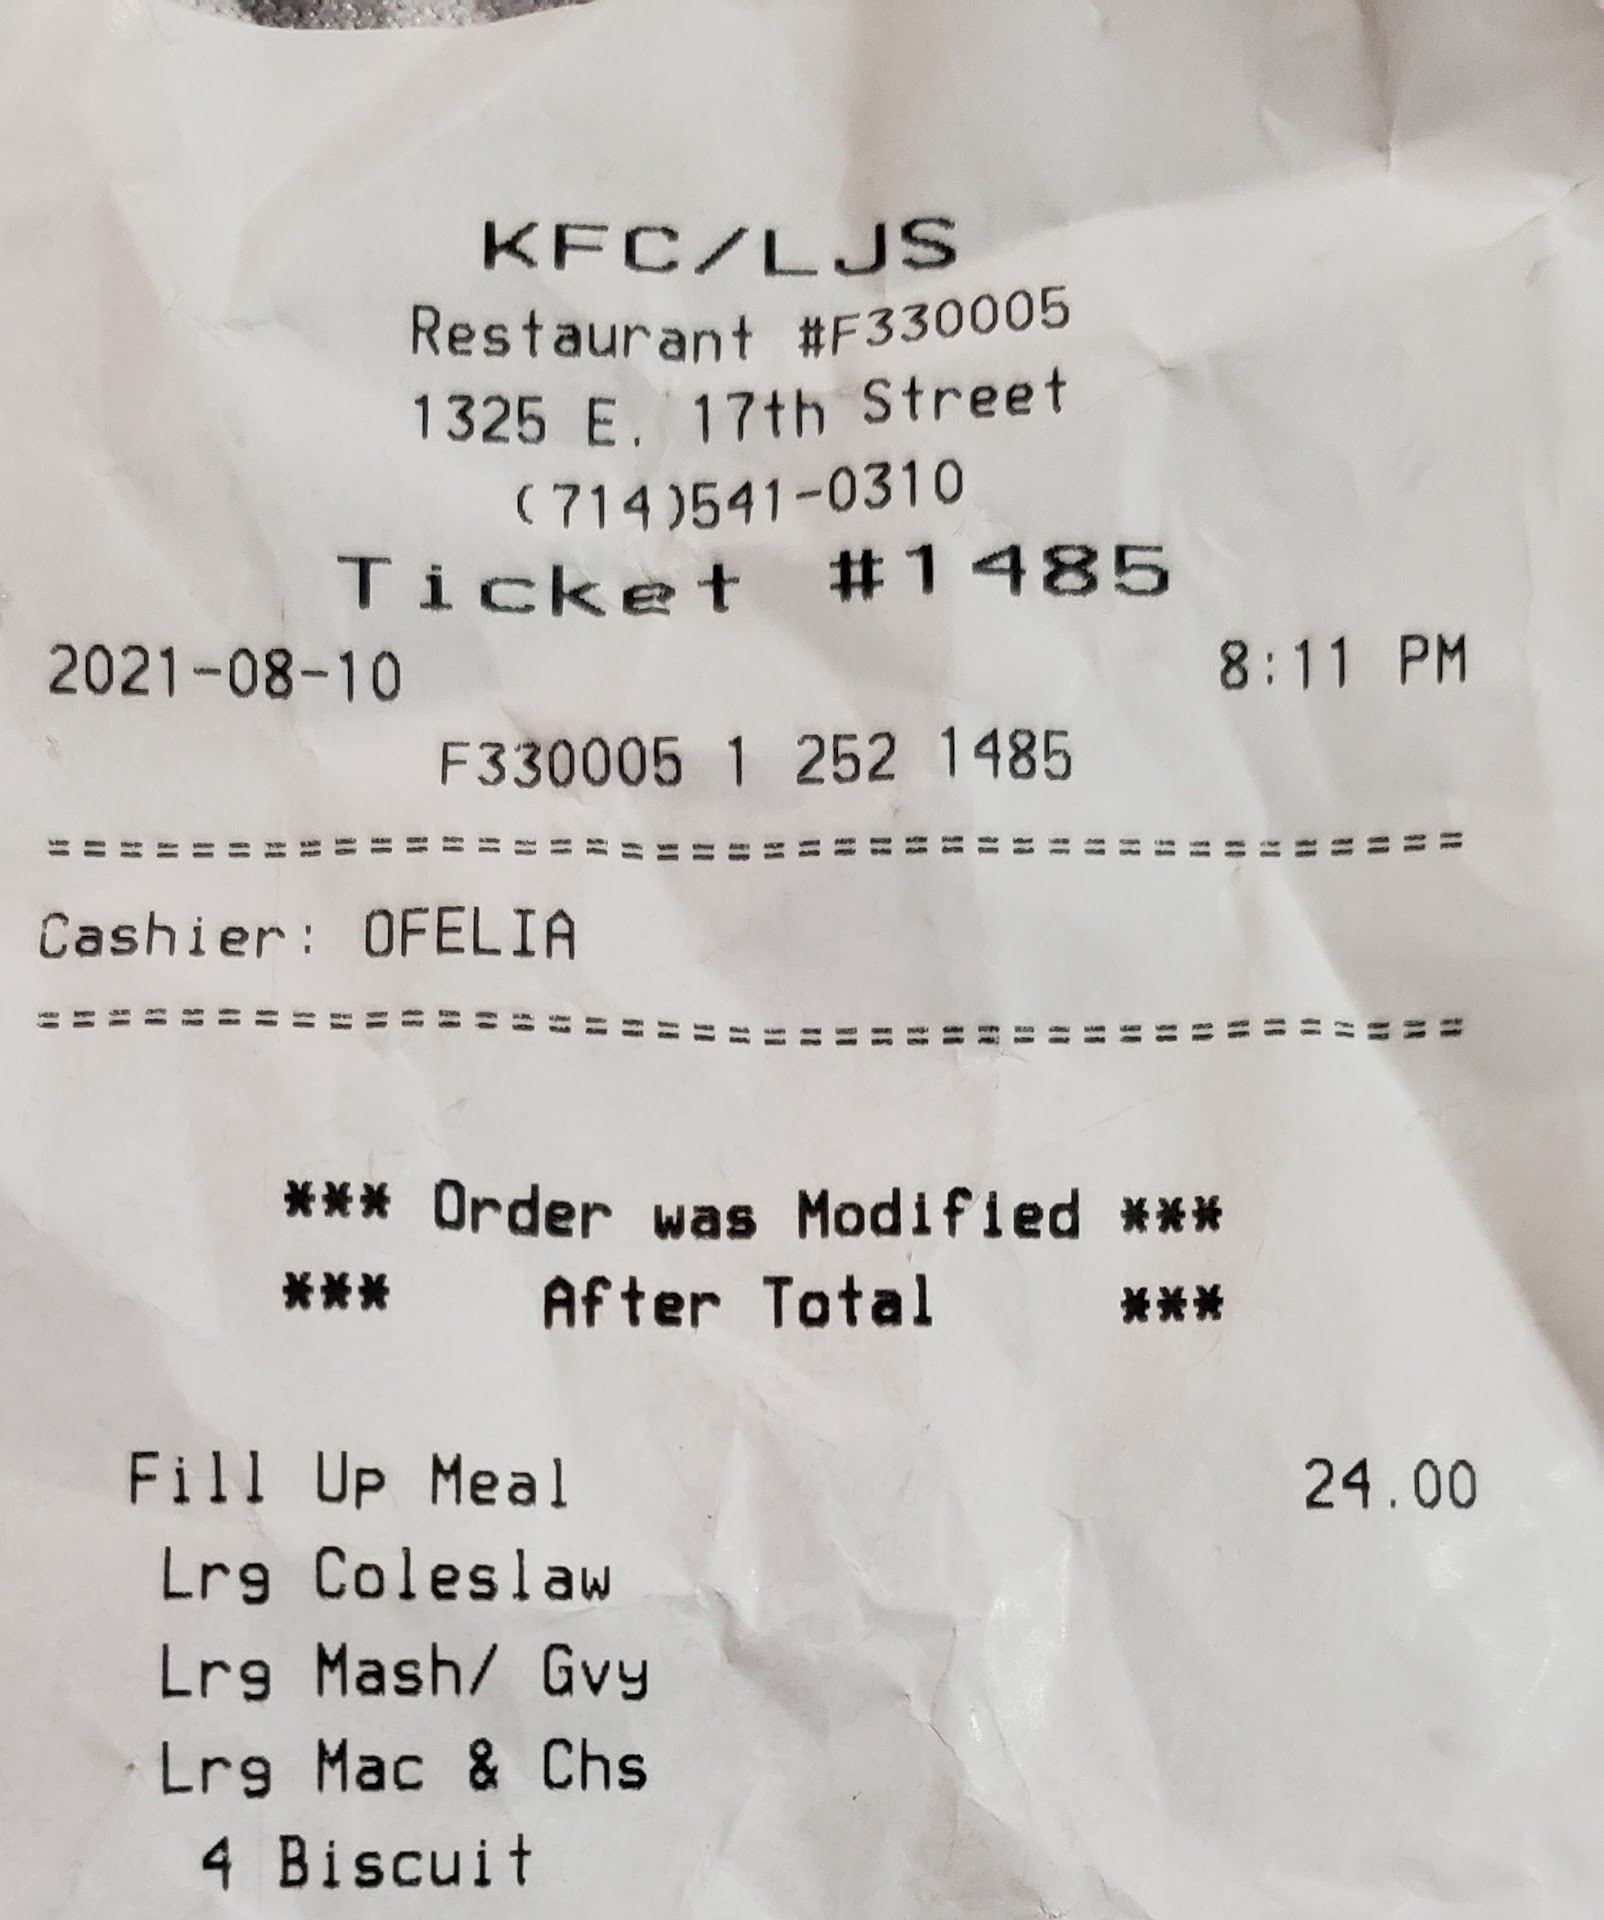 KFC/LJS
Restaurant #F330005
1325 E. 17th Street
(714)541-0310
Ticket #1485
2021-08-10 8:11 PM
F330005 1 252 1485
========================================
Cashier: OFELIA
========================================
*** Order was Modified ***
*** After Total ***
Fill Up Meal 24.00
Lrg Coleslaw
Lrg Mash/ Gvy
Lrg Mac & Chs
4 Biscuit